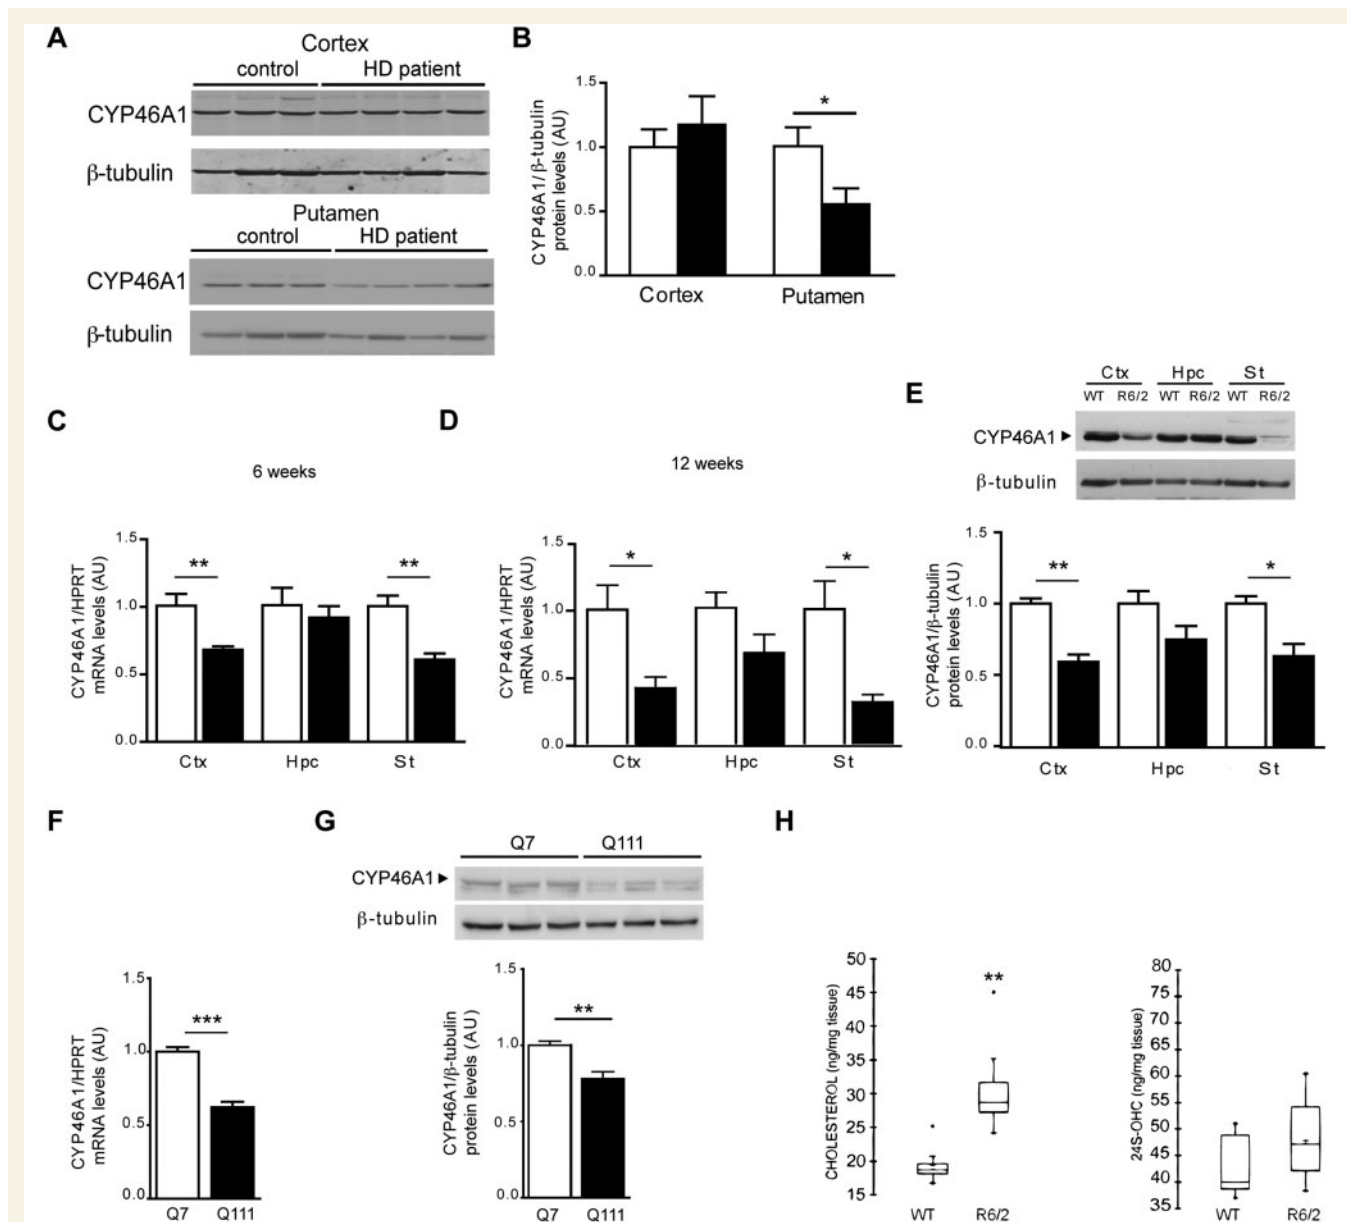 A
Cortex
control HD patient
CYP46A1
β-tubulin
Putamen
control HD patient
CYP46A1
β-tubulin
B
CYP46A1/β-tubulin
protein levels (AU)
1.5
1.0
0.5
0.0
*
Cortex Putamen
C
6 weeks
CYP46A1/HPRT
mRNA levels (AU)
1.5
1.0
0.5
0.0
** **
Ctx Hpc St
D
12 weeks
CYP46A1/HPRT
mRNA levels (AU)
1.5
1.0
0.5
0.0
* *
Ctx Hpc St
E
Ctx Hpc St
WT R6/2 WT R6/2 WT R6/2
CYP46A1
β-tubulin
CYP46A1/β-tubulin
protein levels (AU)
1.5
1.0
0.5
0.0
** *
Ctx Hpc St
F
CYP46A1/HPRT
mRNA levels (AU)
1.5
1.0
0.5
0.0
***
Q7 Q111
G
Q7 Q111
CYP46A1
β-tubulin
CYP46A1/β-tubulin
protein levels (AU)
1.5
1.0
0.5
0.0
**
Q7 Q111
H
CHOLESTEROL (ng/mg tissue)
50
45
40
35
30
25
20
15
**
WT R6/2
24S-OHC (ng/mg tissue)
80
70
65
60
55
50
45
40
35
WT R6/2